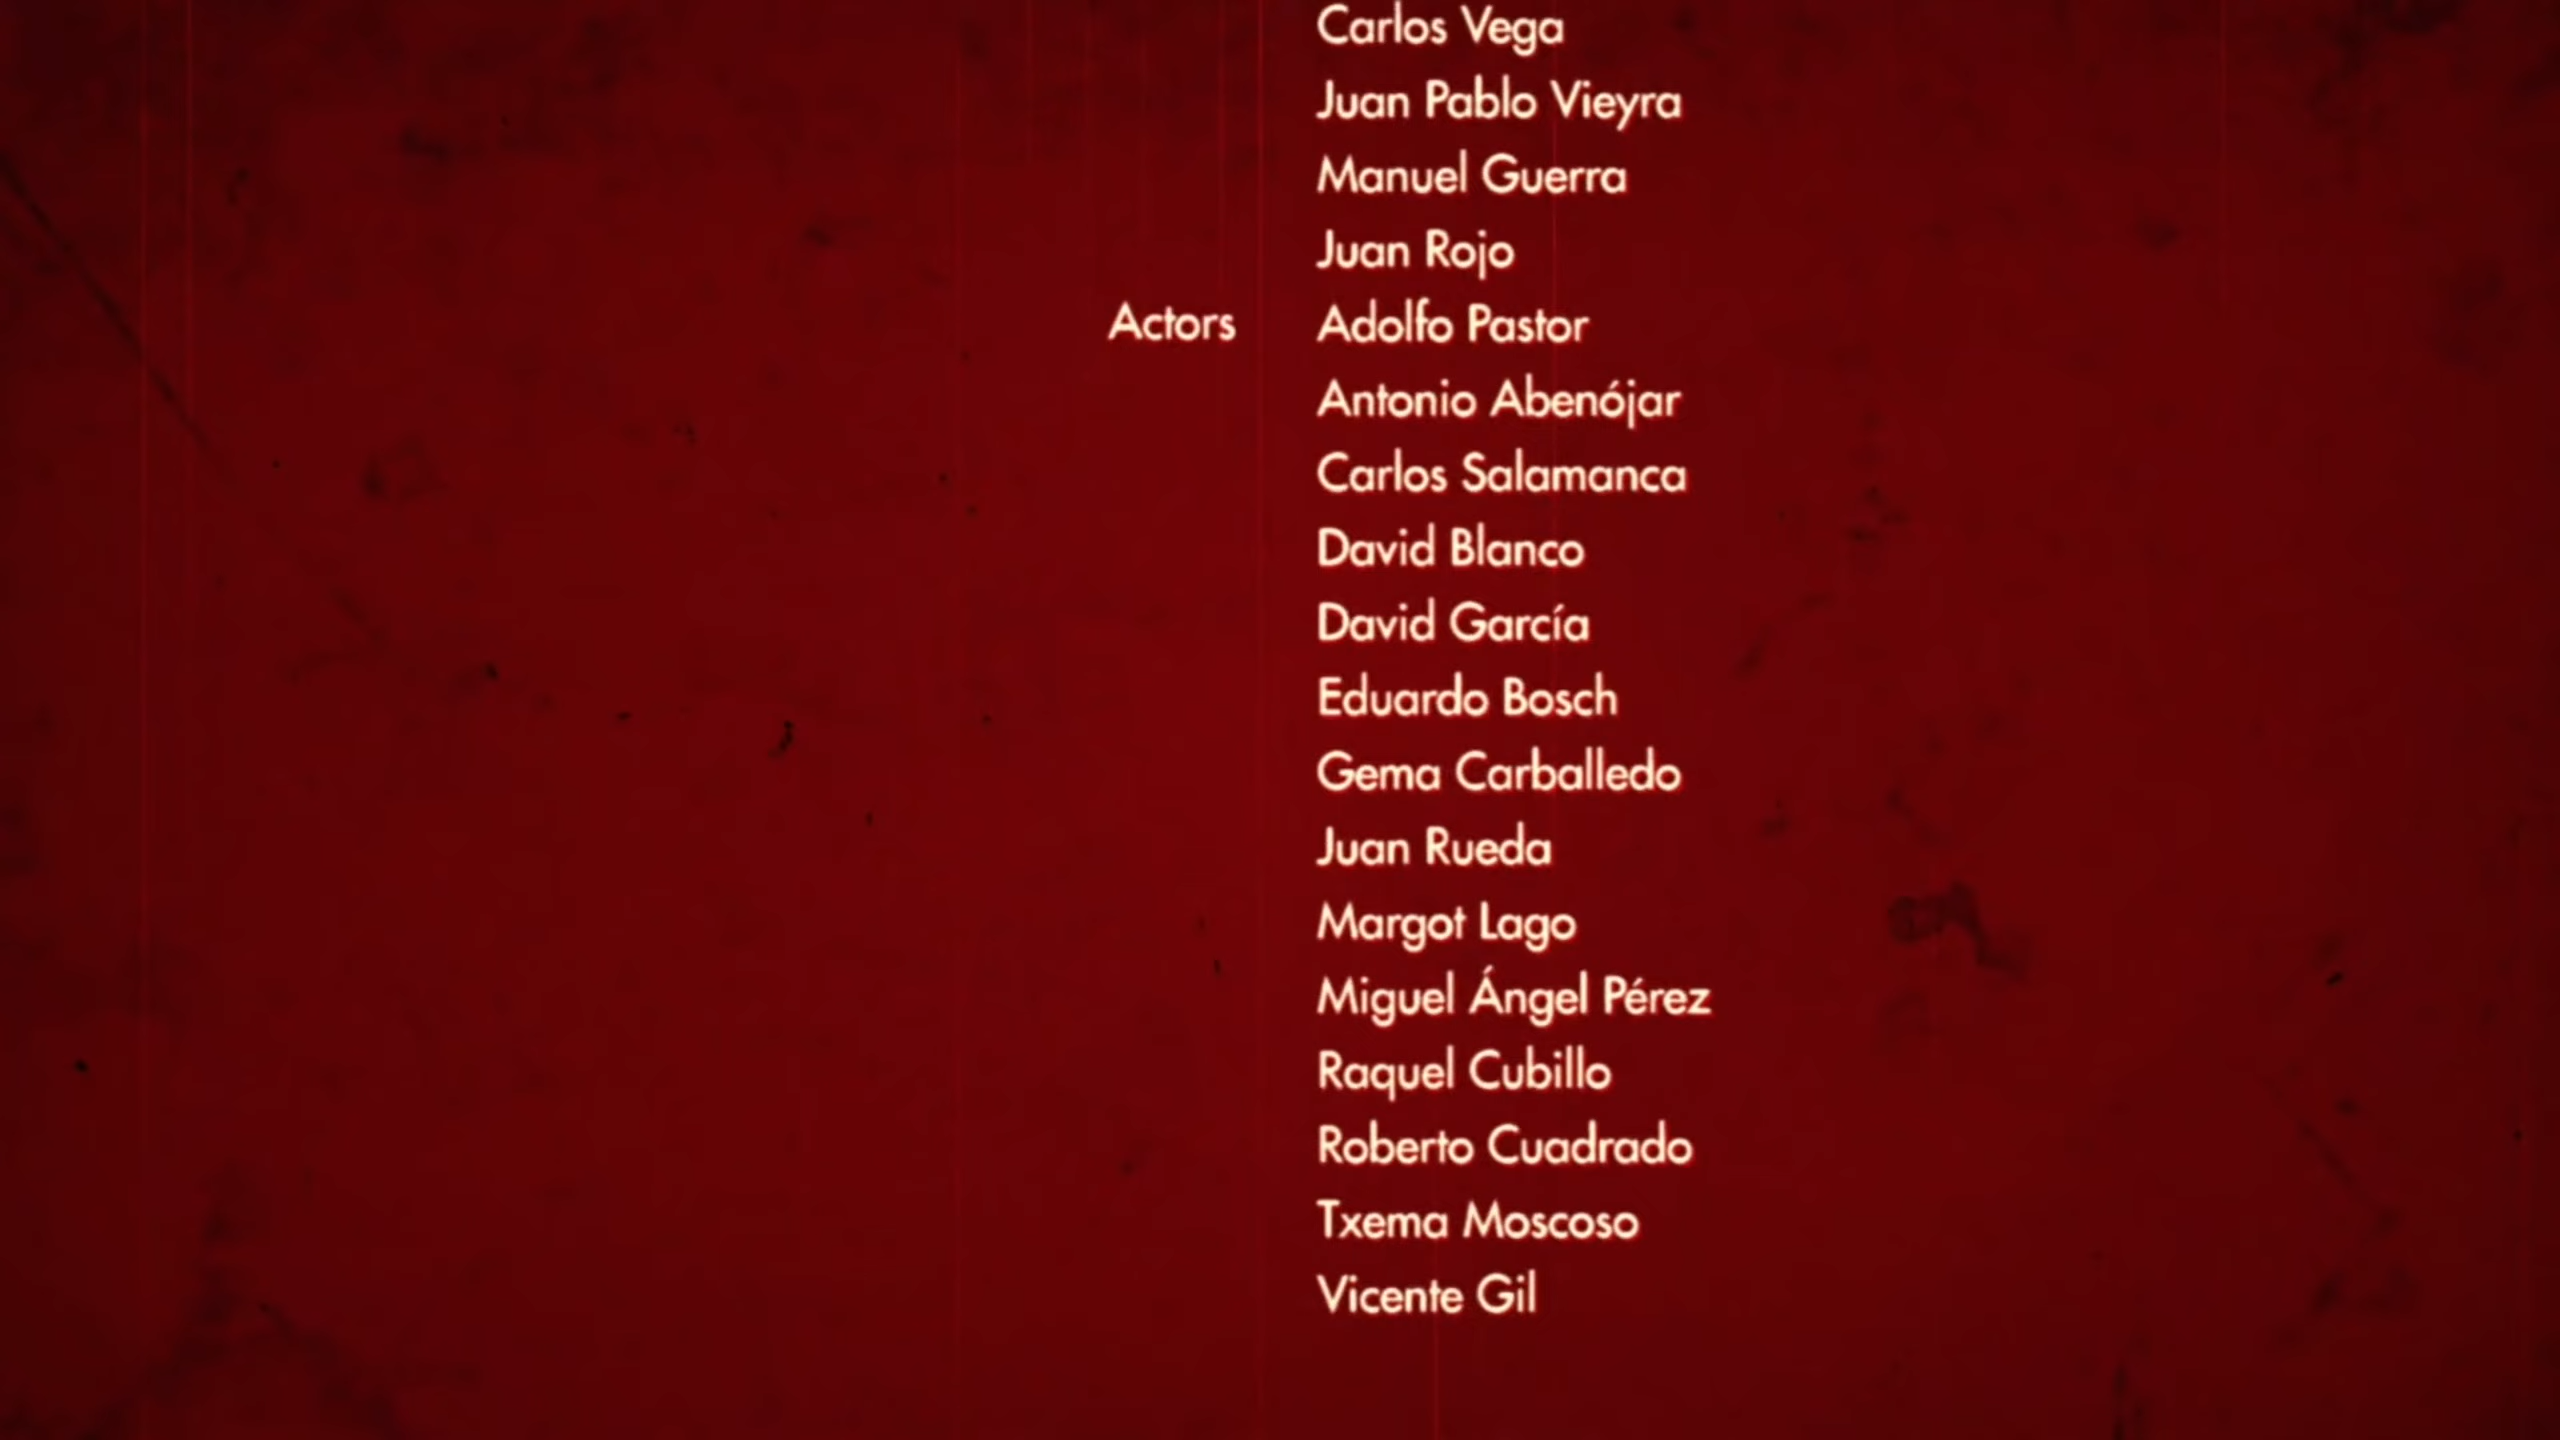 Carlos Vega
Juan Pablo Vieyra
Manuel Guerra
Juan Rojo
Actors Adolfo Pastor
Antonio Abenójar
Carlos Salamanca
David Blanco
David García
Eduardo Bosch
Gema Carballedo
Juan Rueda
Margot Lago
Miguel Ángel Pérez
Raquel Cubillo
Roberto Cuadrado
Txema Moscoso
Vicente Gil